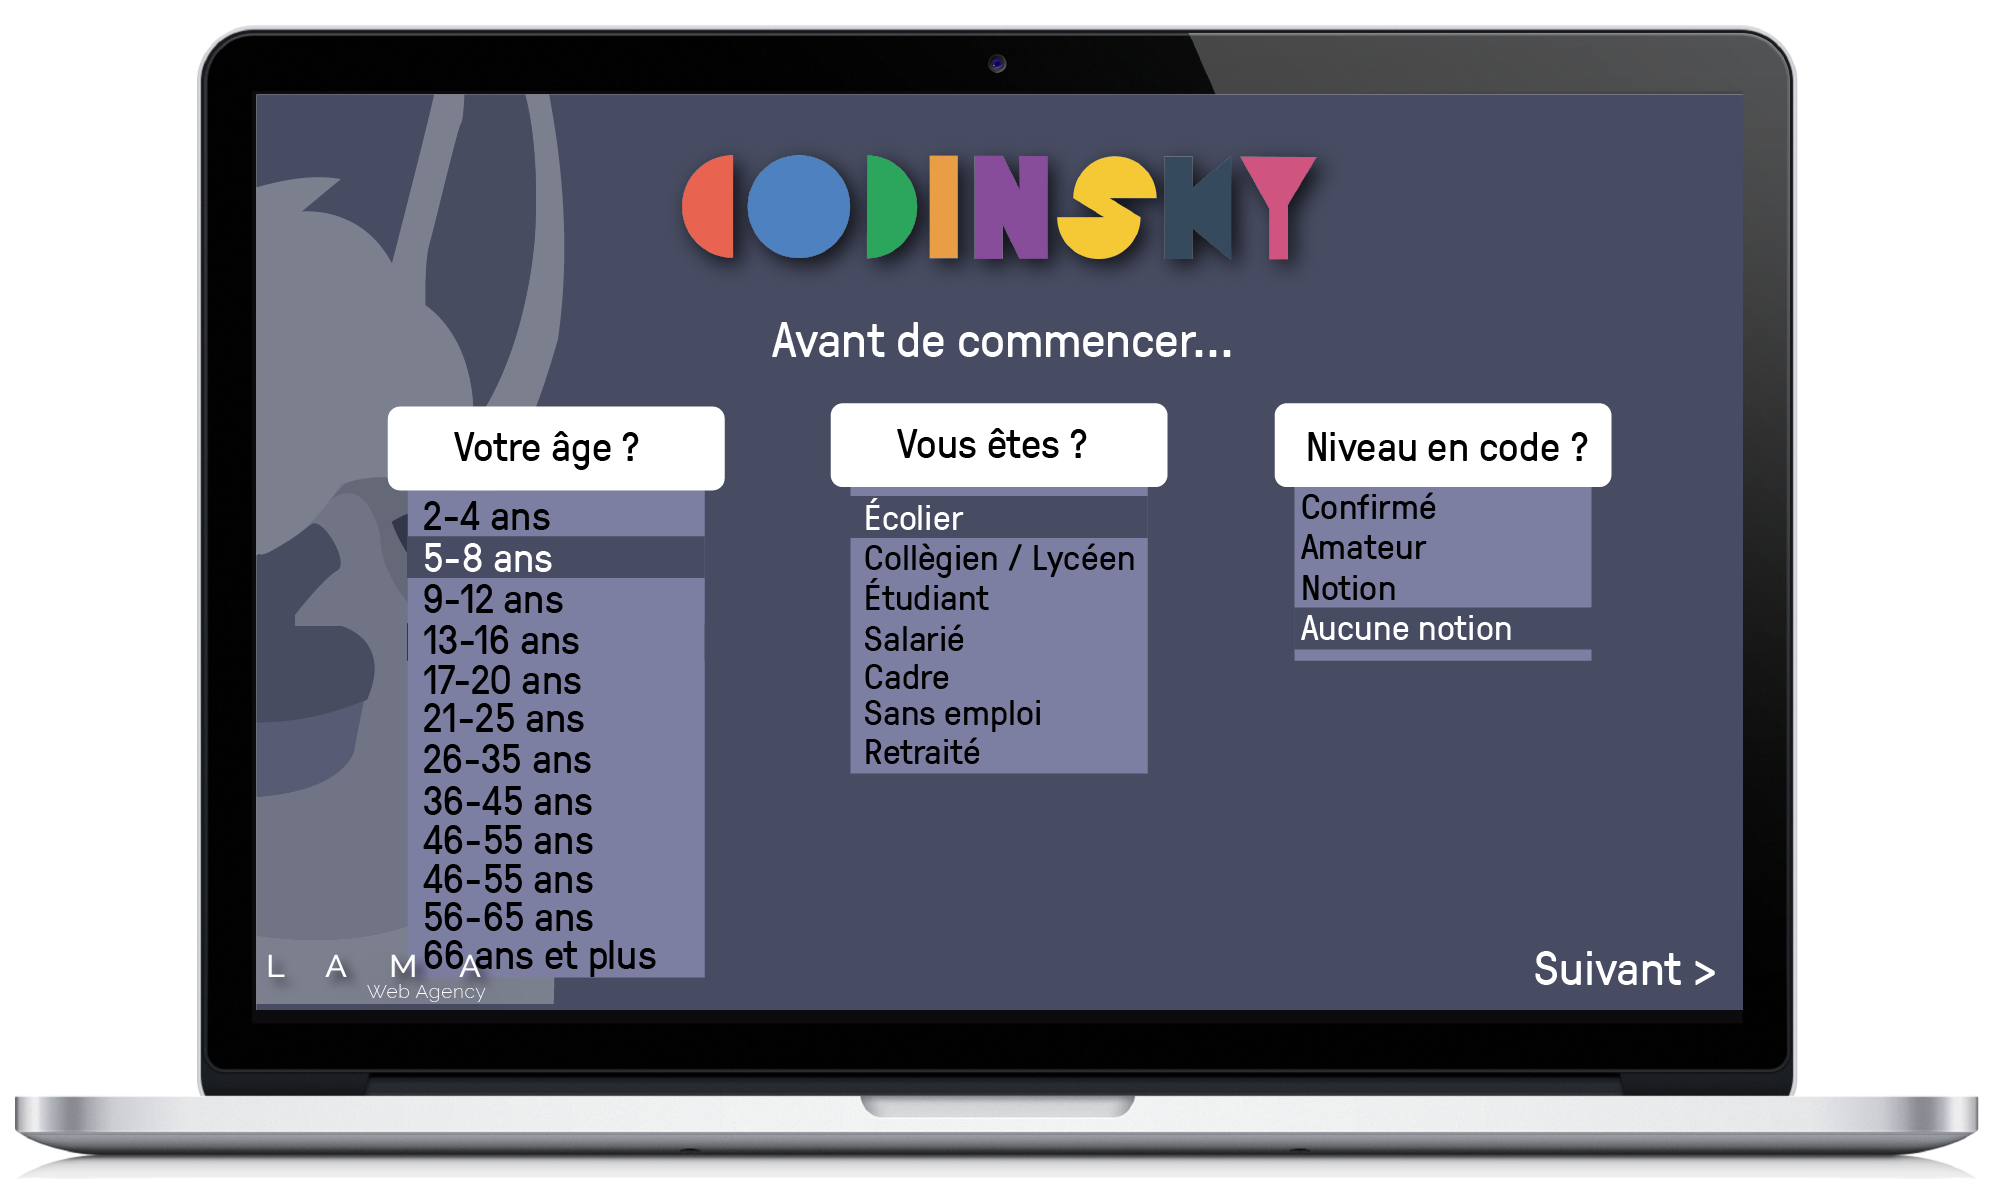 CODINSKY
Avant de commencer...
Votre âge ?
2-4 ans
5-8 ans
9-12 ans
13-16 ans
17-20 ans
21-25 ans
26-35 ans
36-45 ans
46-55 ans
46-55 ans
56-65 ans
66 ans et plus
Vous êtes ?
Écolier
Collègien / Lycéen
Étudiant
Salarié
Cadre
Sans emploi
Retraité
Niveau en code ?
Confirmé
Amateur
Notion
Aucune notion
LAMA
Web Agency
Suivant >